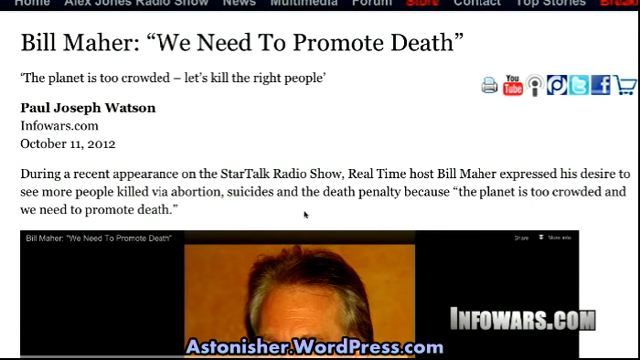 Home Alex Jones Radio Show News Multimedia Forum Store Contact Top Stories Breaki
Bill Maher: “We Need To Promote Death”
‘The planet is too crowded – let’s kill the right people’
Paul Joseph Watson
Infowars.com
October 11, 2012
You
Tube
During a recent appearance on the StarTalk Radio Show, Real Time host Bill Maher expressed his desire to
see more people killed via abortion, suicides and the death penalty because “the planet is too crowded and
we need to promote death.”
Bill Maher: "We Need To Promote Death"
Share More info
INFOWARS.COM
Astonisher.WordPress.com